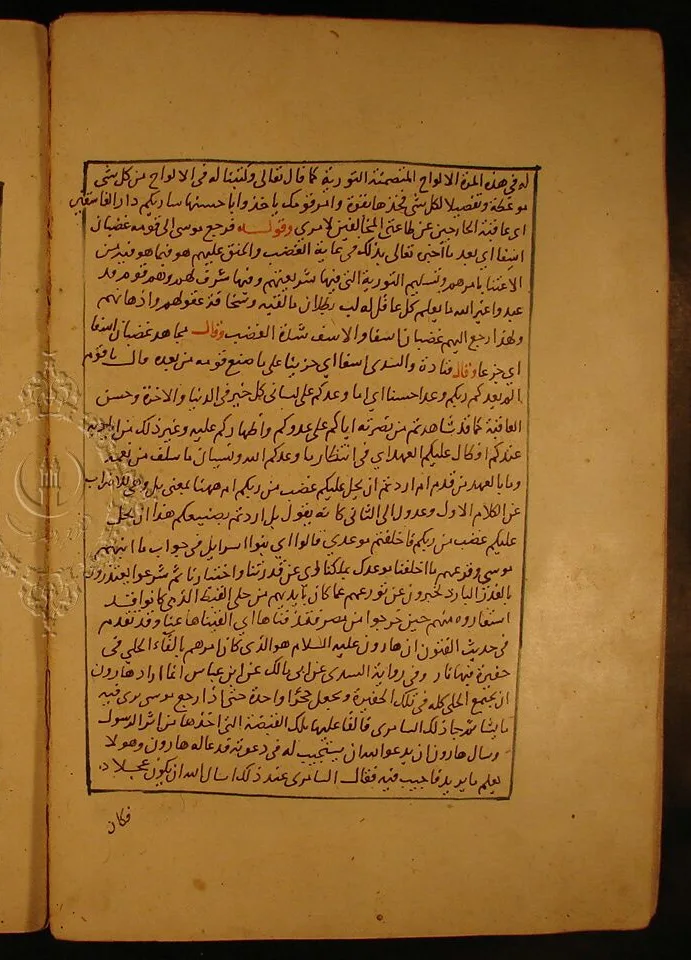 له في هذه المدة الالواح المتضمنة التورية كما قال تعالى وكتبنا له في الالواح من كل شي
موعظة وتفصيلا لكل شي فخذها بقوة وامر قومك ياخذوا باحسنها ساريكم دار الفاسقين
اي عاقبة الخارجين عن طاعتي المخالفين لامري وقوله فرجع موسى الى قومه غضبان
اسفا اي بعد ما اخبره تعالى بذلك في غاية الغضب والحنق عليهم هو فيما هو فيه من
الاعتنا بامرهم وتسلم التورية التي فيها شريعتهم وفيها شرف لهم وهم قوم قد
عبدوا غير الله ما يعلم كل عاقل له لب بطلان ما هم فيه وسخافة عقولهم واذهانهم
ولهذا رجع اليهم غضبان اسفا والاسف شدة الغضب وقال مجاهد غضبان اسفا
اي جزعا وقال قتادة والسدي اسفا اي حزينا على ما صنع قومه من بعده قال يا قوم
الم يعدكم ربكم وعدا حسنا اي اما وعدكم على لساني كل خير في الدنيا والاخرة وحسن
العاقبة كما قد شاهدتم من نصرته اياكم على عدوكم واظهاركم عليه وغير ذلك من اياديه
عندكم افطال عليكم العهد اي في انتظار ما وعدكم الله ونسيان ما سلف من نعمه
وما بالعهد من قدم ام اردتم ان يحل عليكم غضب من ربكم ام ههنا بمعنى بل وهي للاضراب
عن الكلام الاول وعدول الى الثاني كانه يقول بل اردتم بصنيعكم هذا ان يحل
عليكم غضب من ربكم فاخلفتم موعدي قالوا اي بنوا اسرايل في جواب ما انبهم
موسى وقرعهم ما اخلفنا موعدك بملكنا اي عن قدرتنا واختيارنا ثم شرعوا يعتذرون
بالعذر البارد يخبرون عن تورعهم عما كان بايديهم من حلي القبط الذي كانوا قد
استعاروه منهم حين خرجوا من مصر فقذفناها اي القيناها عنا وقد تقدم
في حديث الفتون ان هارون عليه السلام هو الذي كان امرهم بالقاء الحلي في
حفيرة فيها نار وفي رواية السدي عن ابي مالك عن ابن عباس انما اراد هارون
ان يجتمع الحلي كله في تلك الحفيرة ويجعل حجرا واحدة حتى اذا رجع موسى يرى فيه
ما يشا ثم جا ذلك السامري فالقى عليها تلك القبضة التي اخذها من اثر الرسول
وسال هارون ان يدعو الله ان يستجيب له في دعوته فدعا له هارون وهو لا
يعلم ما يريد فاجيب فيه فقال السامري عند ذلك اسال الله ان يكون عجلا
فكان